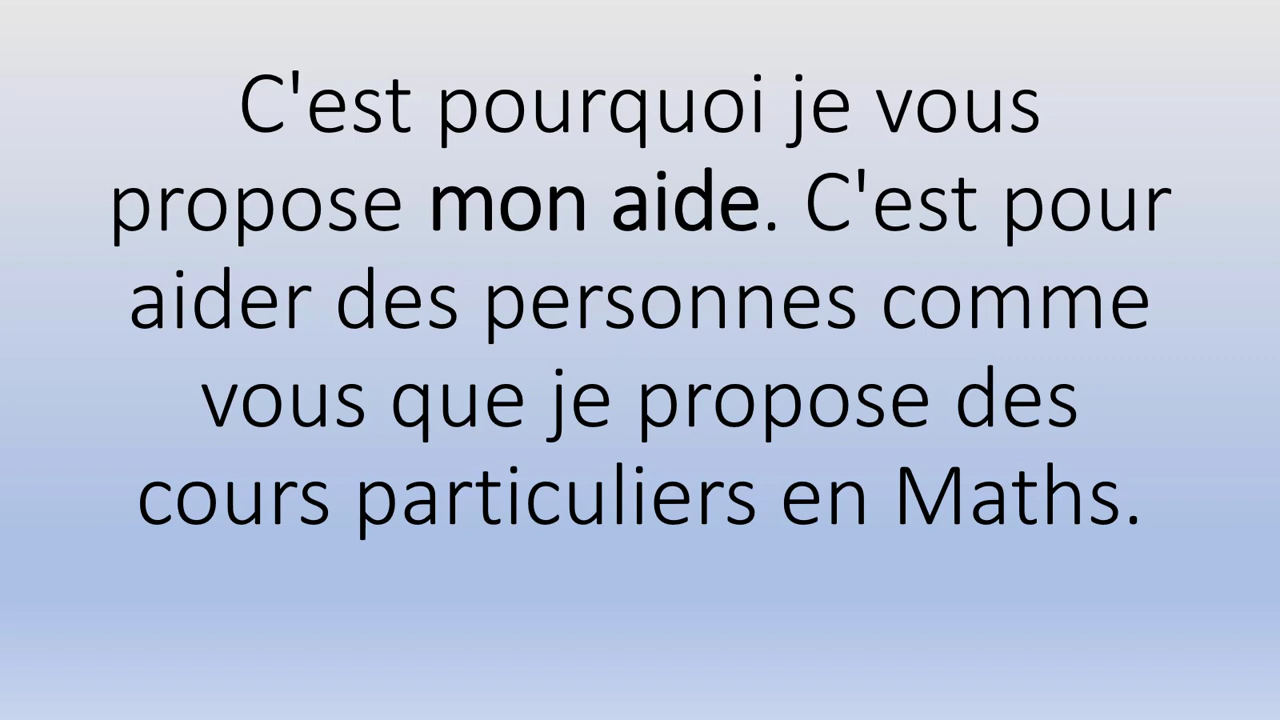 C'est pourquoi je vous
propose mon aide. C'est pour
aider des personnes comme
vous que je propose des
cours particuliers en Maths.